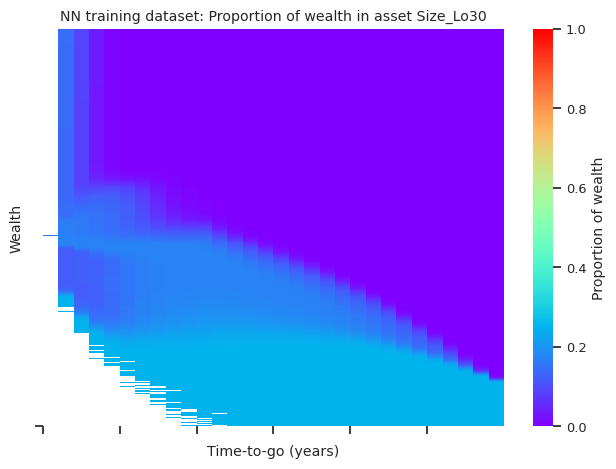 NN training dataset: Proportion of wealth in asset Size_Lo30
Wealth
Time-to-go (years)
1.0
0.8
0.6
0.4
0.2
0.0
Proportion of wealth